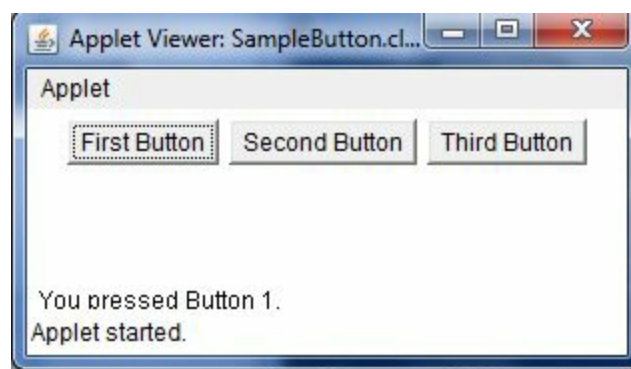 Applet Viewer: SampleButton.cl...
Applet
First Button Second Button Third Button
You pressed Button 1.
Applet started.